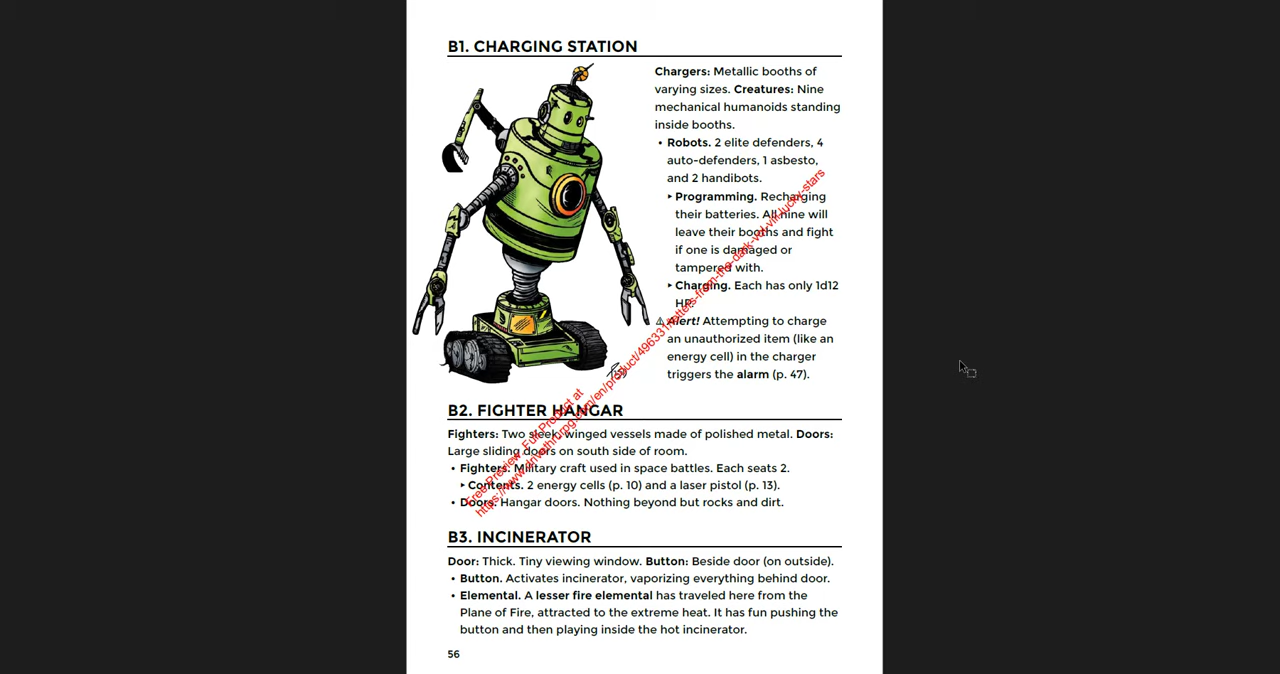 B1. CHARGING STATION
Chargers: Metallic booths of
varying sizes. Creatures: Nine
mechanical humanoids standing
inside booths.
• Robots. 2 elite defenders, 4
auto-defenders, 1 asbesto,
and 2 handibots.
▸ Programming. Recharging
their batteries. All nine will
leave their booths and fight
if one is damaged or
tampered with.
▸ Charging. Each has only 1d12
HP.
⚠ Alert! Attempting to charge
an unauthorized item (like an
energy cell) in the charger
triggers the alarm (p. 47).
B2. FIGHTER HANGAR
Fighters: Two sleek, winged vessels made of polished metal. Doors:
Large sliding doors on south side of room.
• Fighters. Military craft used in space battles. Each seats 2.
▸ Contents. 2 energy cells (p. 10) and a laser pistol (p. 13).
• Doors. Hangar doors. Nothing beyond but rocks and dirt.
B3. INCINERATOR
Door: Thick. Tiny viewing window. Button: Beside door (on outside).
• Button. Activates incinerator, vaporizing everything behind door.
• Elemental. A lesser fire elemental has traveled here from the
Plane of Fire, attracted to the extreme heat. It has fun pushing the
button and then playing inside the hot incinerator.
56
Free Preview - Full Product at